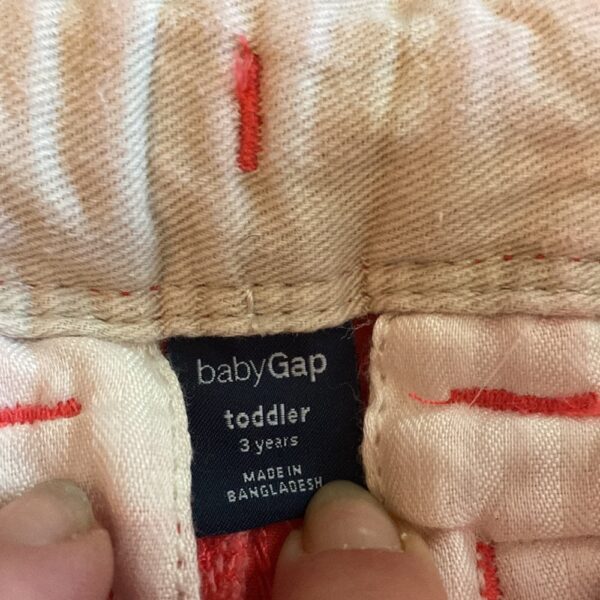 babyGap
toddler
3 years
MADE IN
BANGLADESH